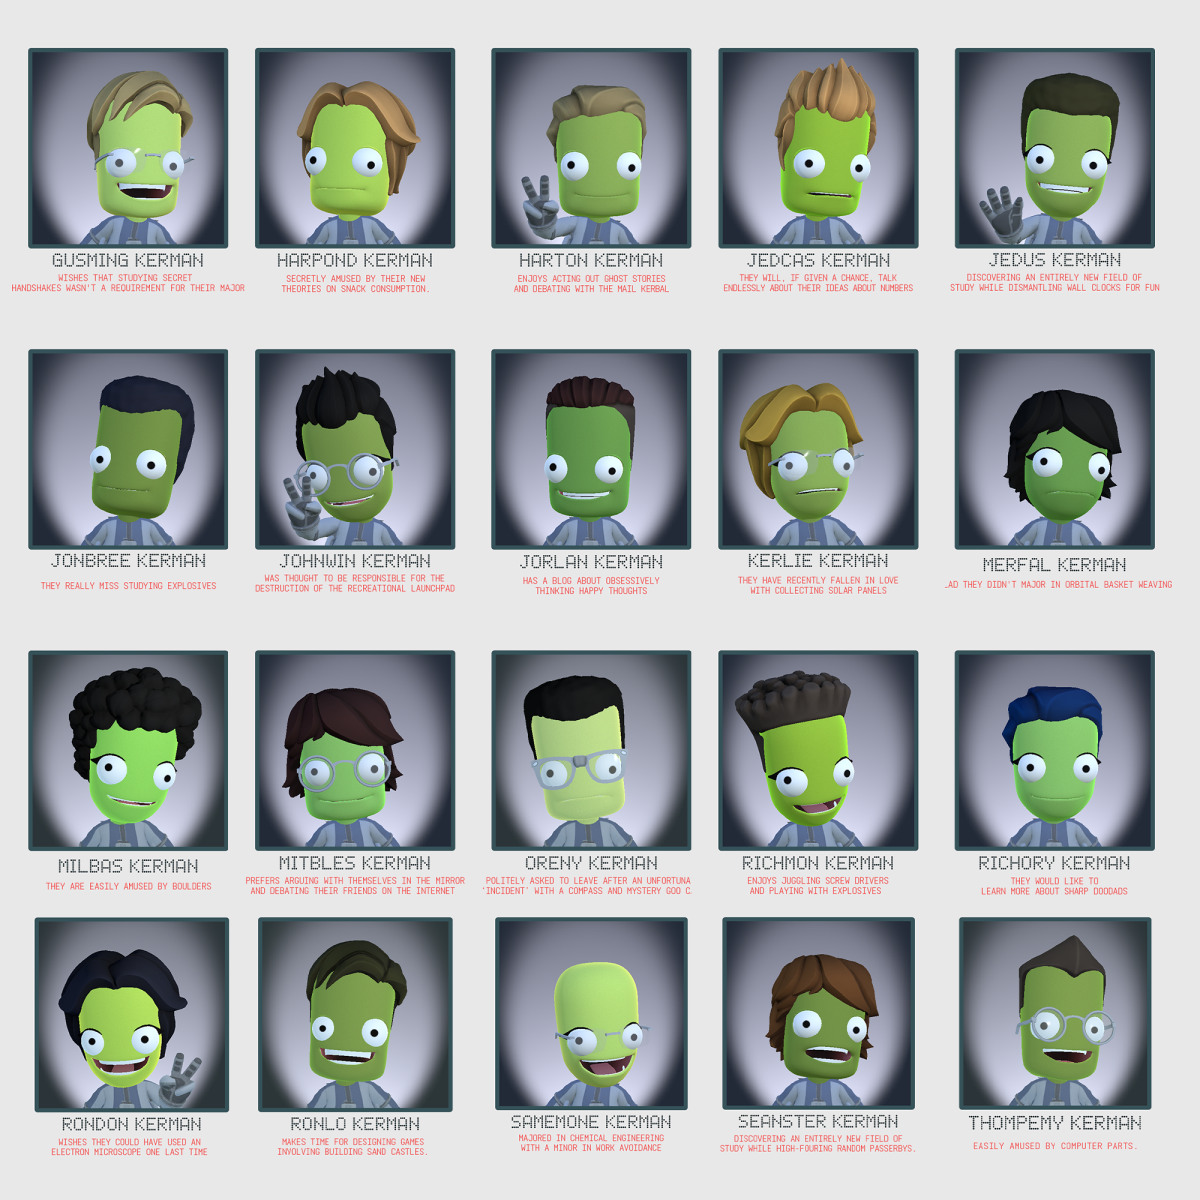 GUSMING KERMAN
WISHES THAT STUDYING SECRET
HANDSHAKES WASN'T A REQUIREMENT FOR THEIR MAJOR
HARPOND KERMAN
SECRETLY AMUSED BY THEIR NEW
THEORIES ON SNACK CONSUMPTION.
HARTON KERMAN
ENJOYS ACTING OUT GHOST STORIES
AND DEBATING WITH THE MAIL KERBAL
JEDCAS KERMAN
THEY WILL, IF GIVEN A CHANCE, TALK
ENDLESSLY ABOUT THEIR IDEAS ABOUT NUMBERS
JEDUS KERMAN
DISCOVERING AN ENTIRELY NEW FIELD OF
STUDY WHILE DISMANTLING WALL CLOCKS FOR FUN
JONBREE KERMAN
THEY REALLY MISS STUDYING EXPLOSIVES
JOHNWIN KERMAN
WAS THOUGHT TO BE RESPONSIBLE FOR THE
DESTRUCTION OF THE RECREATIONAL LAUNCHPAD
JORLAN KERMAN
HAS A BLOG ABOUT OBSESSIVELY
THINKING HAPPY THOUGHTS
KERLIE KERMAN
THEY HAVE RECENTLY FALLEN IN LOVE
WITH COLLECTING SOLAR PANELS
MERFAL KERMAN
AD THEY DIDN'T MAJOR IN ORBITAL BASKET WEAVING
MILBAS KERMAN
THEY ARE EASILY AMUSED BY BOULDERS
MITBLES KERMAN
PREFERS ARGUING WITH THEMSELVES IN THE MIRROR
AND DEBATING THEIR FRIENDS ON THE INTERNET
ORENY KERMAN
POLITELY ASKED TO LEAVE AFTER AN UNFORTUNA
'INCIDENT' WITH A COMPASS AND MYSTERY GOO C
RICHMON KERMAN
ENJOYS JUGGLING SCREW DRIVERS
AND PLAYING WITH EXPLOSIVES
RICHORY KERMAN
THEY WOULD LIKE TO
LEARN MORE ABOUT SHARP DOODADS
RONDON KERMAN
WISHES THEY COULD HAVE USED AN
ELECTRON MICROSCOPE ONE LAST TIME
RONLO KERMAN
MAKES TIME FOR DESIGNING GAMES
INVOLVING BUILDING SAND CASTLES.
SAMEMONE KERMAN
MAJORED IN CHEMICAL ENGINEERING
WITH A MINOR IN WORK AVOIDANCE
SEANSTER KERMAN
DISCOVERING AN ENTIRELY NEW FIELD OF
STUDY WHILE HIGH-FOURING RANDOM PASSERBYS.
THOMPEMY KERMAN
EASILY AMUSED BY COMPUTER PARTS.